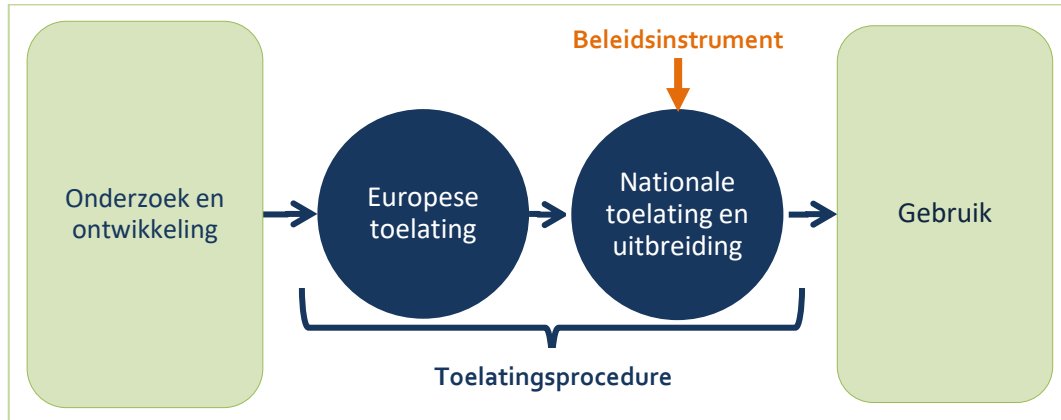 Beleidsinstrument
Onderzoek en
ontwikkeling
Europese
toelating
Nationale
toelating en
uitbreiding
Gebruik
Toelatingsprocedure